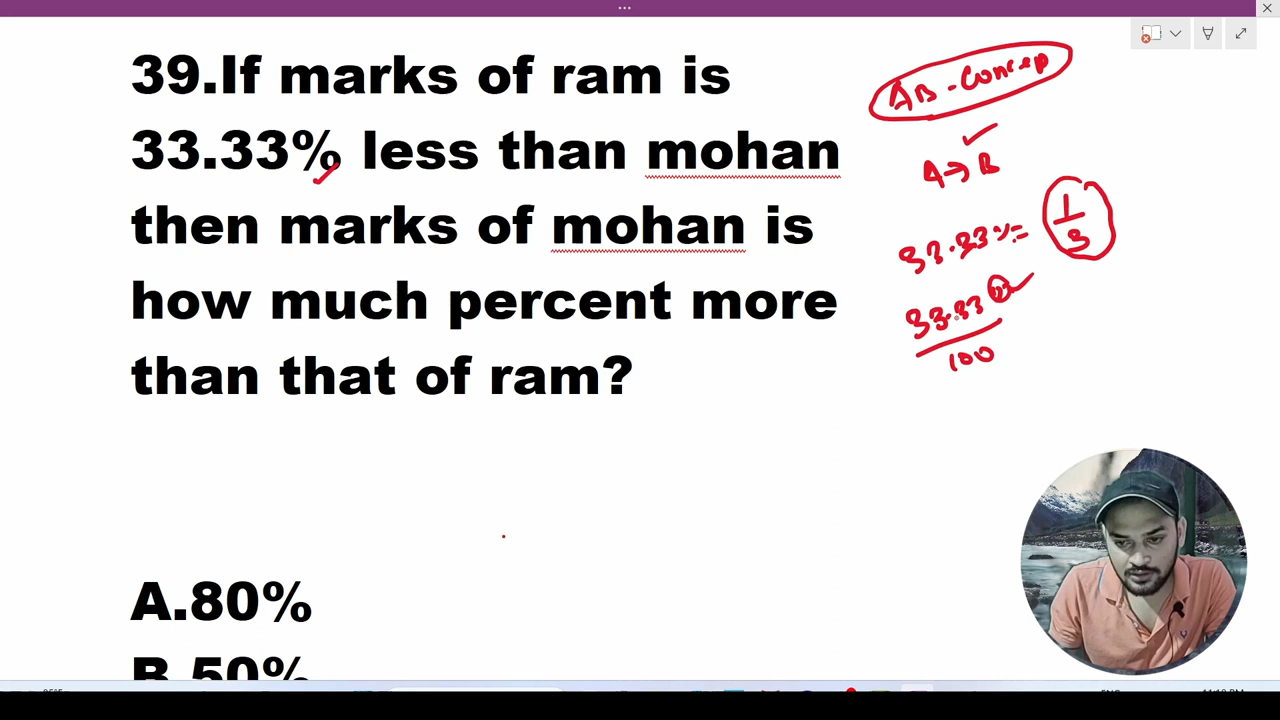 39.If marks of ram is
33.33% less than mohan
then marks of mohan is
how much percent more
than that of ram?
A.80%
B.50%
AB - Concep
A → B
33.33% = 1/3
33.33
100